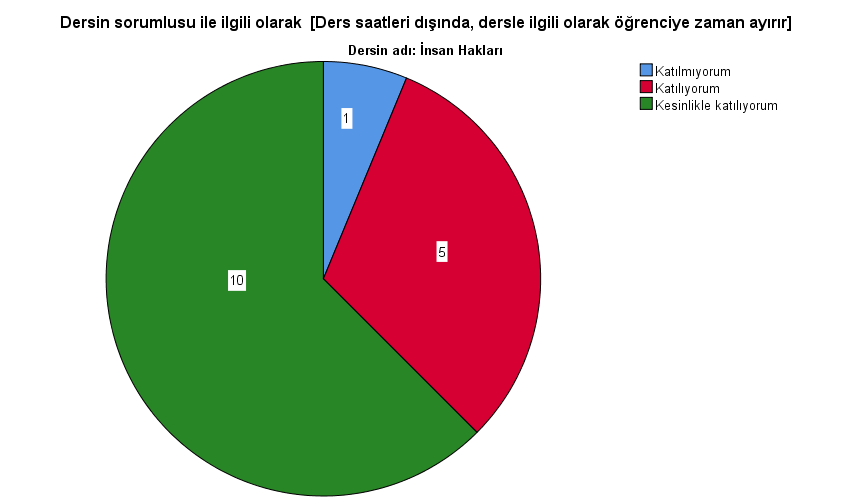 Dersin sorumlusu ile ilgili olarak [Ders saatleri dışında, dersle ilgili olarak öğrenciye zaman ayırır]
Dersin adı: İnsan Hakları
Katılmıyorum
Katılıyorum
Kesinlikle katılıyorum
1
5
10